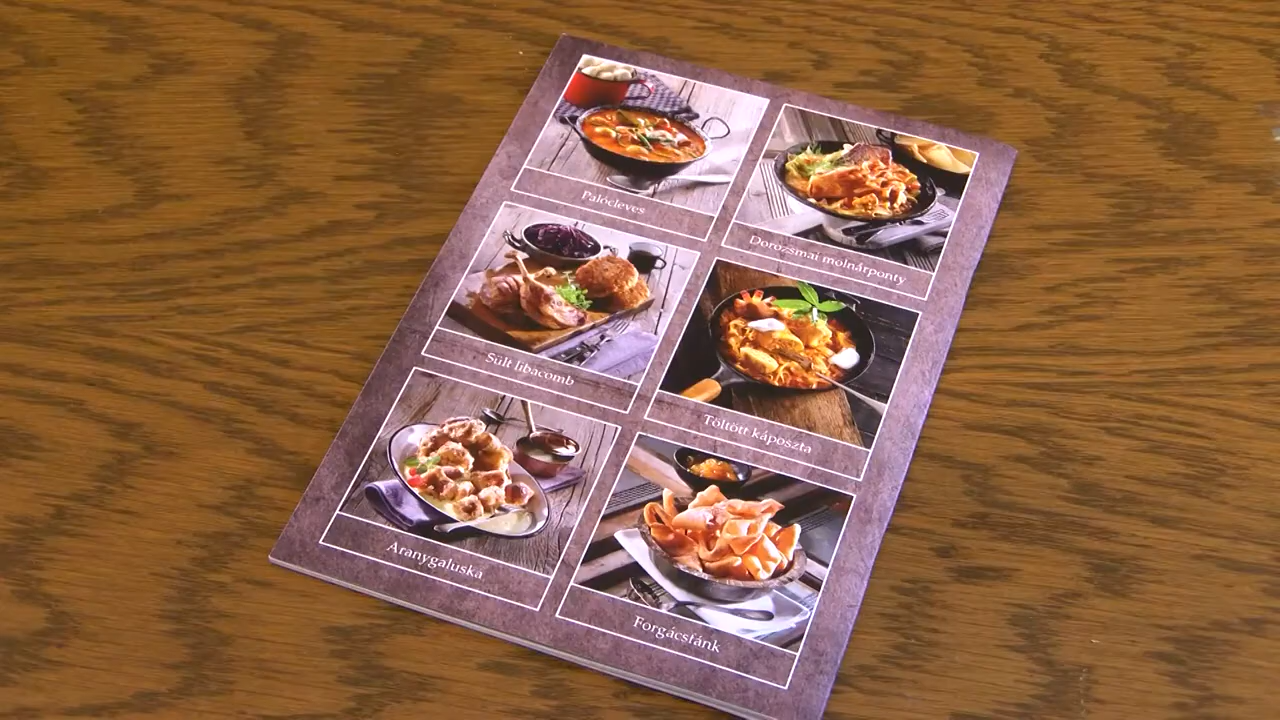 Palócleves
Dorozsmai molnárponty
Sült libacomb
Töltött káposzta
Aranygaluska
Forgácsfánk